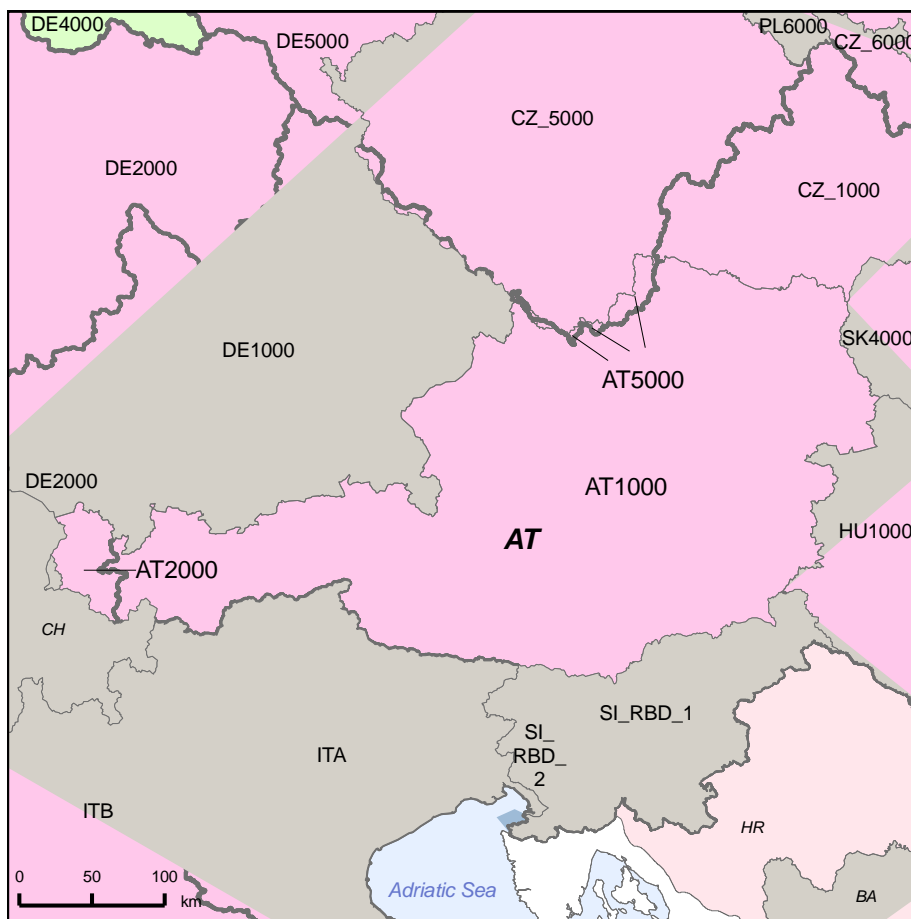 DE4000
DE5000
PL6000
CZ_6000
CZ_5000
DE2000
CZ_1000
DE1000
SK4000
AT5000
DE2000
AT1000
HU1000
AT
AT2000
CH
SI_RBD_1
SI_
RBD_
2
ITA
ITB
HR
0 50 100
km
Adriatic Sea
BA